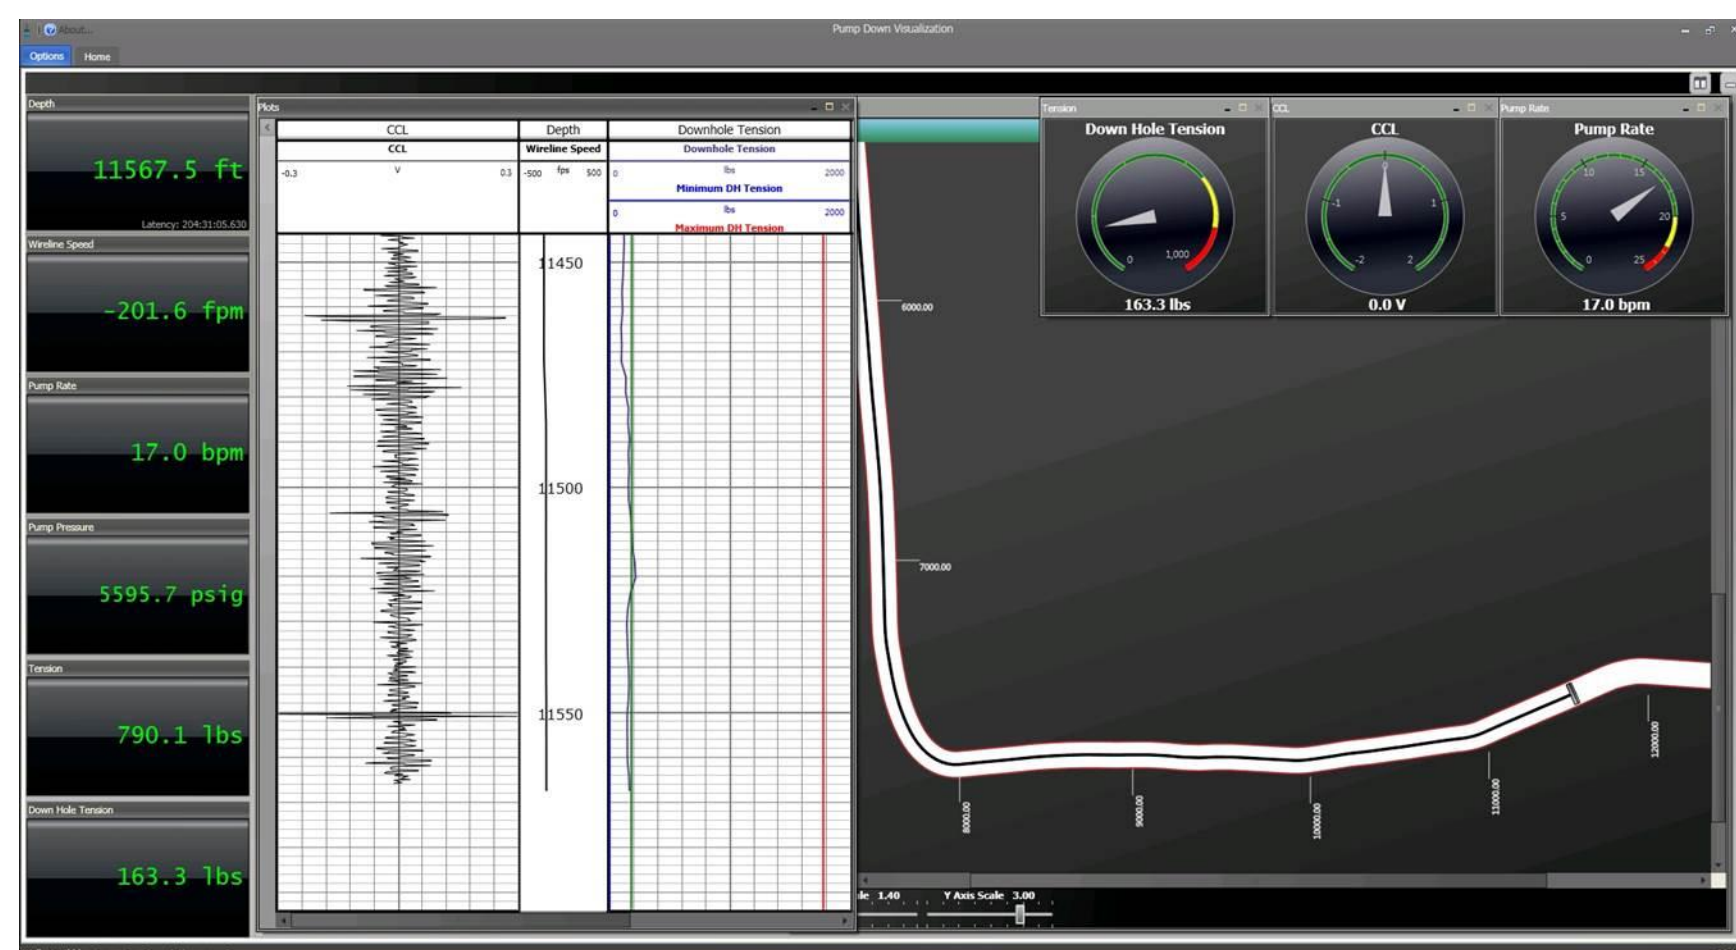 About...
Pump Down Visualization
Options Home
Depth
11567.5 ft
Latency: 204:31:05.630
Wireline Speed
-201.6 fpm
Pump Rate
17.0 bpm
Pump Pressure
5595.7 psig
Tension
790.1 lbs
Down Hole Tension
163.3 lbs
Plots
CCL Depth Downhole Tension
CCL Wireline Speed Downhole Tension
-0.3 V 0.3 -500 fps 500 0 lbs 2000
Minimum DH Tension
0 lbs 2000
Maximum DH Tension
11450
11500
11550
Tension
Down Hole Tension
0 1,000
163.3 lbs
CCL
CCL
-2 -1 0 1 2
0.0 V
Pump Rate
Pump Rate
0 5 10 15 20 25
17.0 bpm
6000.00
7000.00
8000.00
9000.00
10000.00
11000.00
12000.00
1.40 Y Axis Scale 3.00